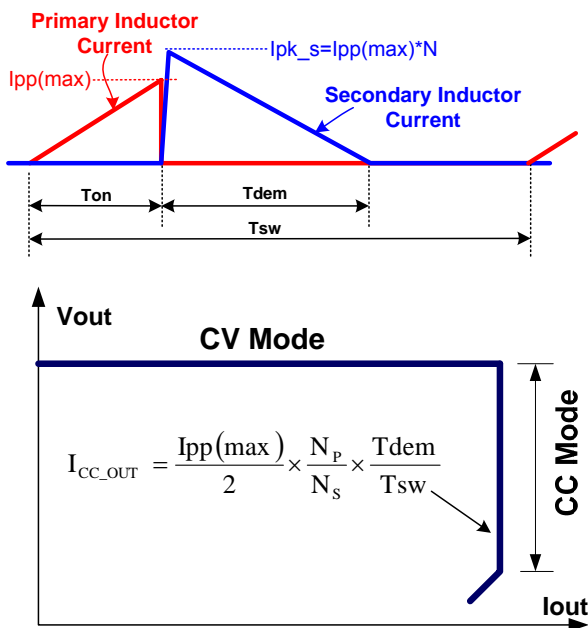 Primary Inductor
Current
Ipk_s=Ipp(max)*N
Ipp(max)
Secondary Inductor
Current
Ton
Tdem
Tsw
Vout
CV Mode
I_CC_OUT = Ipp(max)/2 × N_P/N_S × Tdem/Tsw
CC Mode
Iout